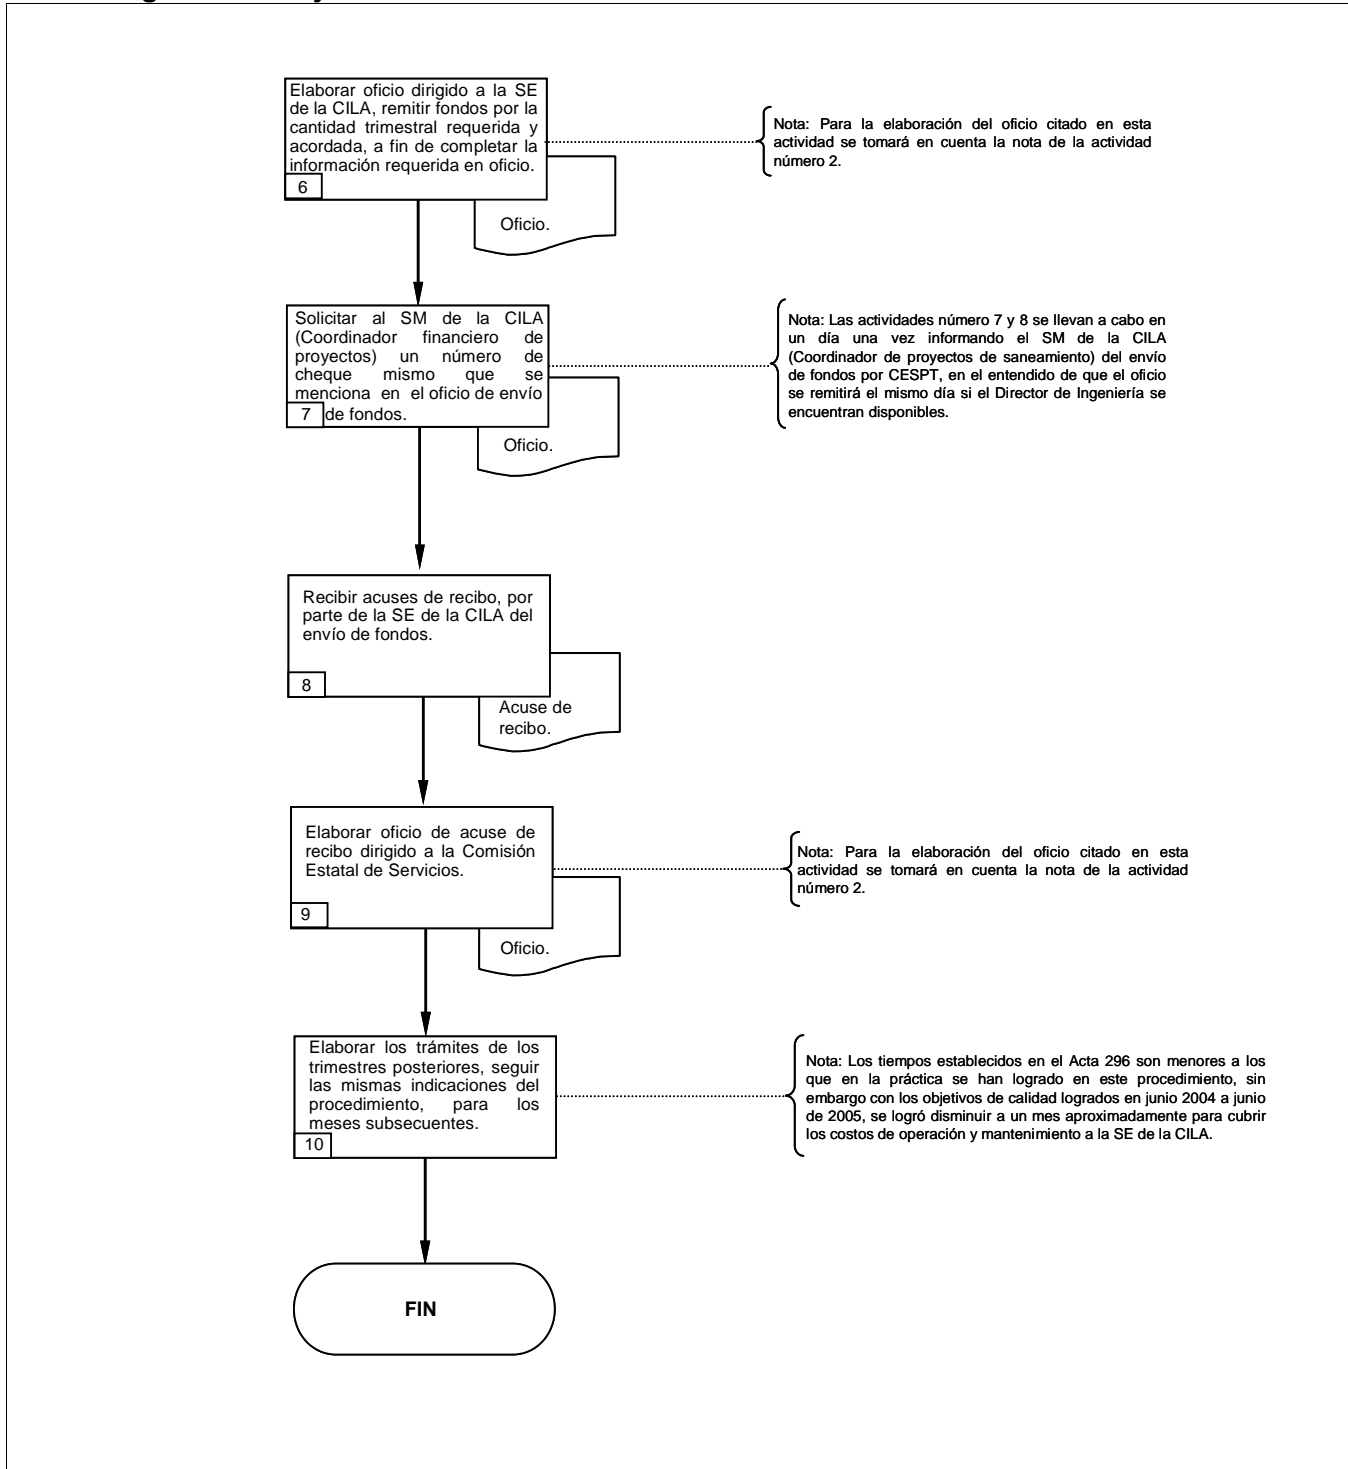 Elaborar oficio dirigido a la SE
de la CILA, remitir fondos por la
cantidad trimestral requerida y
acordada, a fin de completar la
información requerida en oficio.
6
Oficio.
Nota: Para la elaboración del oficio citado en esta
actividad se tomará en cuenta la nota de la actividad
número 2.
Solicitar al SM de la CILA
(Coordinador financiero de
proyectos) un número de
cheque mismo que se
menciona en el oficio de envío
7 de fondos.
Oficio.
Nota: Las actividades número 7 y 8 se llevan a cabo en
un día una vez informando el SM de la CILA
(Coordinador de proyectos de saneamiento) del envío
de fondos por CESPT, en el entendido de que el oficio
se remitirá el mismo día si el Director de Ingeniería se
encuentran disponibles.
Recibir acuses de recibo, por
parte de la SE de la CILA del
envío de fondos.
8
Acuse de
recibo.
Elaborar oficio de acuse de
recibo dirigido a la Comisión
Estatal de Servicios.
9
Oficio.
Nota: Para la elaboración del oficio citado en esta
actividad se tomará en cuenta la nota de la actividad
número 2.
Elaborar los trámites de los
trimestres posteriores, seguir
las mismas indicaciones del
procedimiento, para los
meses subsecuentes.
10
Nota: Los tiempos establecidos en el Acta 296 son menores a los
que en la práctica se han logrado en este procedimiento, sin
embargo con los objetivos de calidad logrados en junio 2004 a junio
de 2005, se logró disminuir a un mes aproximadamente para cubrir
los costos de operación y mantenimiento a la SE de la CILA.
FIN